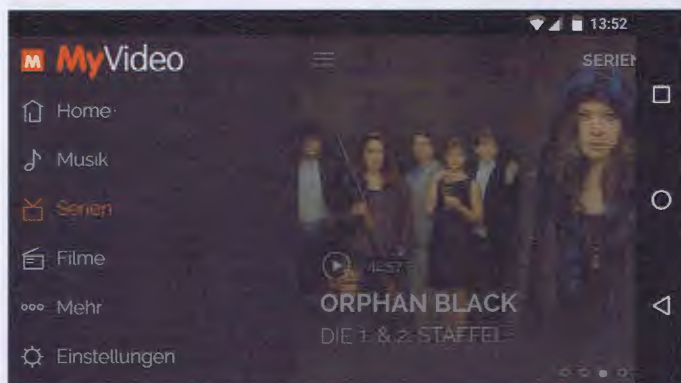 13:52
M MyVideo
SERIEN
Home
Musik
Serien
Filme
Mehr
Einstellungen
ORPHAN BLACK
DIE 1. & 2. STAFFEL